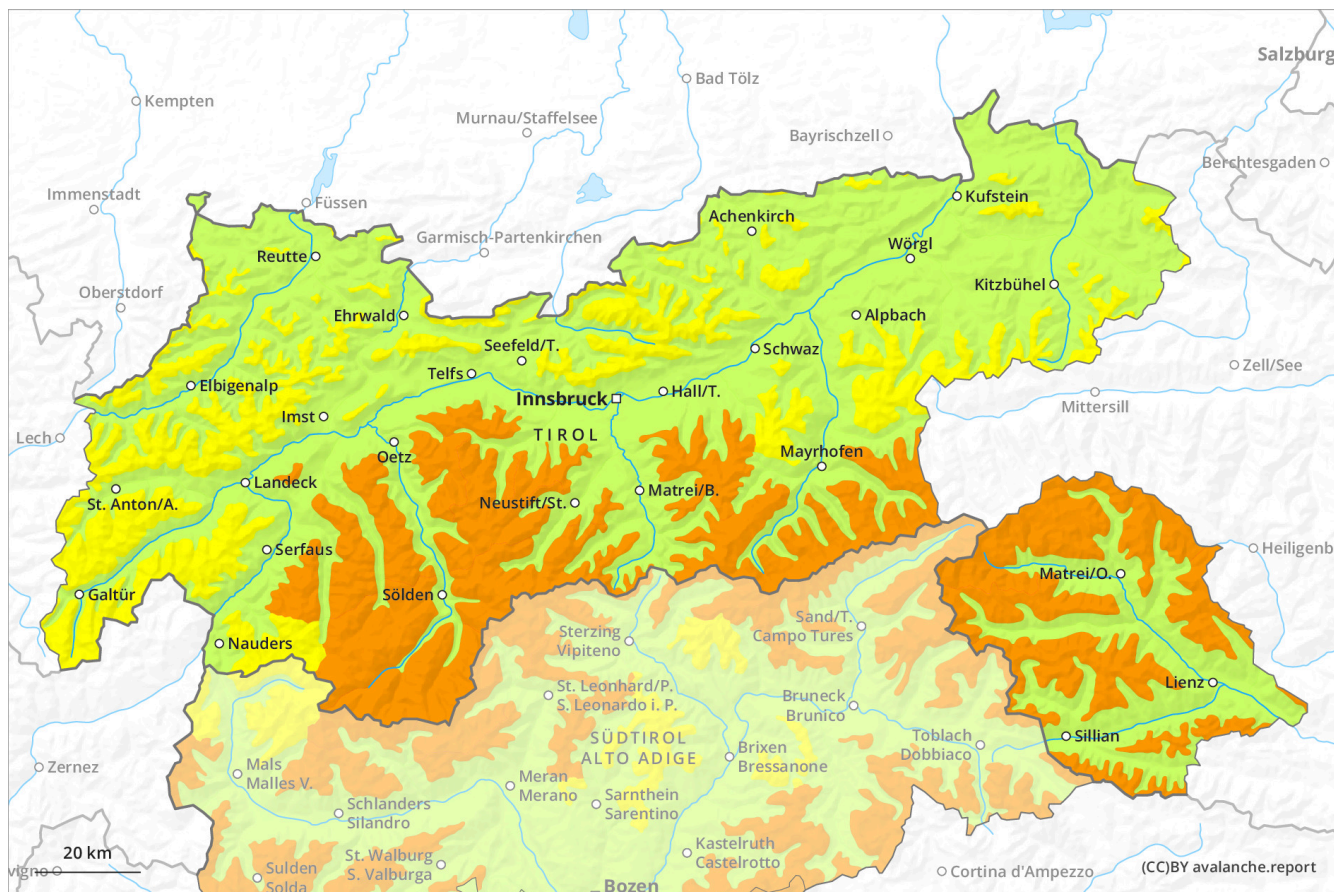 Salzburg
Bad Tölz
Kempten
Murnau/Staffelsee
Bayrischzell
Berchtesgaden
Immenstadt
Füssen
Kufstein
Achenkirch
Garmisch-Partenkirchen
Wörgl
Reutte
Kitzbühel
Oberstdorf
Ehrwald
Alpbach
Seefeld/T.
Schwaz
Zell/See
Telfs
Elbigenalp
Hall/T.
Innsbruck
Mittersill
Imst
Lech
TIROL
Mayrhofen
Oetz
Landeck
Matrei/B.
St. Anton/A.
Neustift/St.
Serfaus
Heiligenb
Matrei/O.
Galtür
Sölden
Sand/T.
Campo Tures
Sterzing
Vipiteno
Nauders
Lienz
St. Leonhard/P.
S. Leonardo i. P.
Bruneck
Brunico
SÜDTIROL
ALTO ADIGE
Toblach
Dobbiaco
Sillian
Brixen
Bressanone
Zernez
Mals
Malles V.
Meran
Merano
Sarnthein
Sarentino
Schlanders
Silandro
20 km
St. Walburg
S. Valburga
Kastelruth
Castelrotto
vigno
Sulden
Solda
Cortina d'Ampezzo
(CC)BY avalanche.report
Bozen